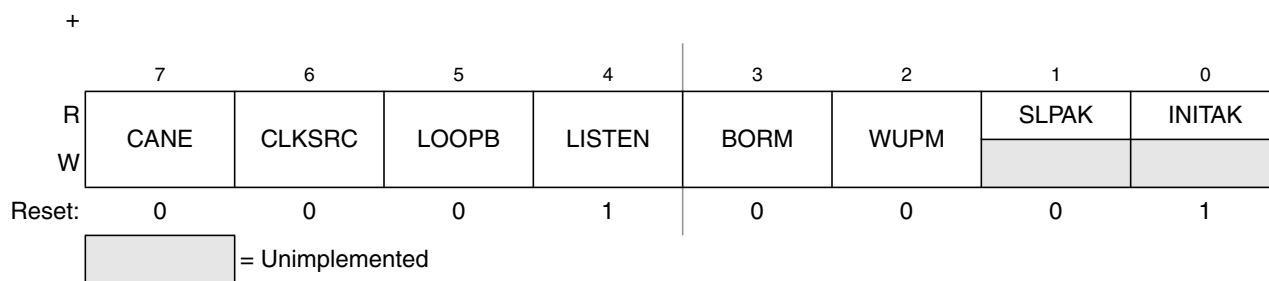 +
7 6 5 4 3 2 1 0
R CANE CLKSRC LOOPB LISTEN BORM WUPM SLPAK INITAK
W
Reset: 0 0 0 1 0 0 0 1
= Unimplemented